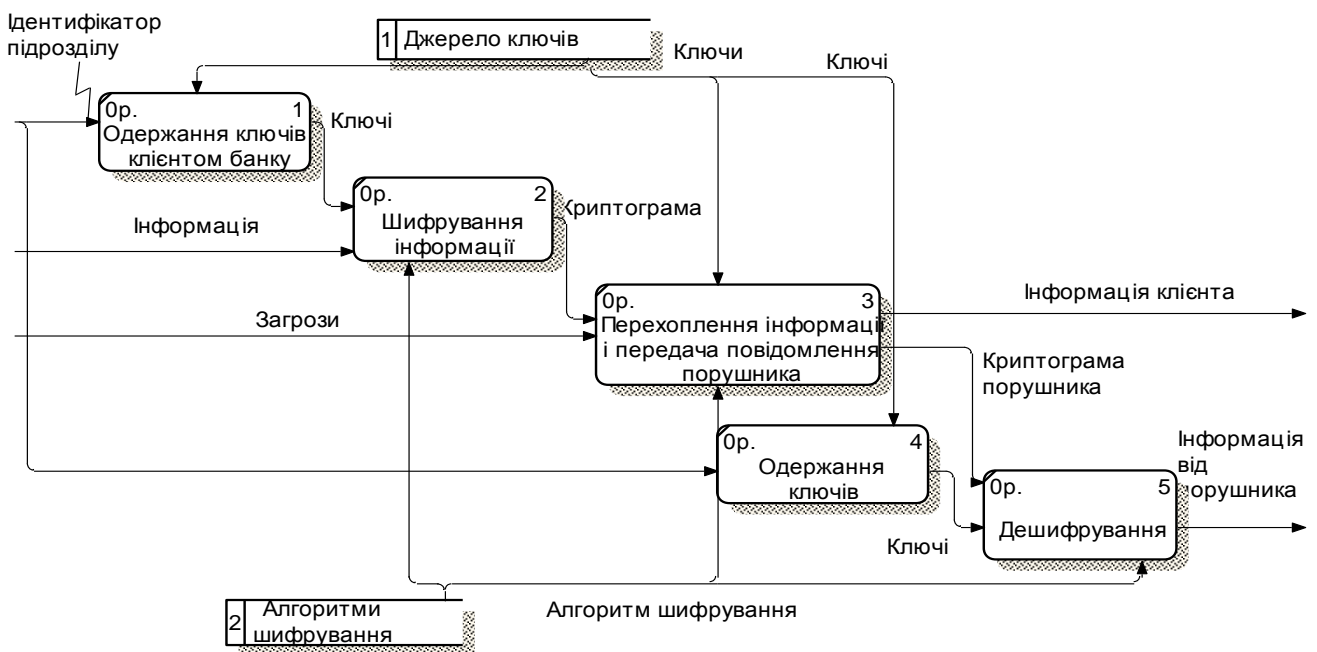 Ідентифікатор
підрозділу
1 Джерело ключів
Ключи
Ключі
0р. 1
Одержання ключів
клієнтом банку
Ключі
0р. 2
Шифрування
інформації
Криптограма
Інформація
Загрози
0р. 3
Перехоплення інформації
і передача повідомлення
порушника
Інформація клієнта
Криптограма
порушника
0р. 4
Одержання
ключів
Ключі
0р. 5
Дешифрування
Інформація
від
порушника
2 Алгоритми
шифрування
Алгоритм шифрування